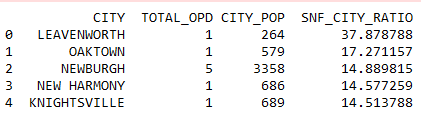 CITY TOTAL_OPD CITY_POP SNF_CITY_RATIO
0 LEAVENWORTH 1 264 37.878788
1 OAKTOWN 1 579 17.271157
2 NEWBURGH 5 3358 14.889815
3 NEW HARMONY 1 686 14.577259
4 KNIGHTSVILLE 1 689 14.513788